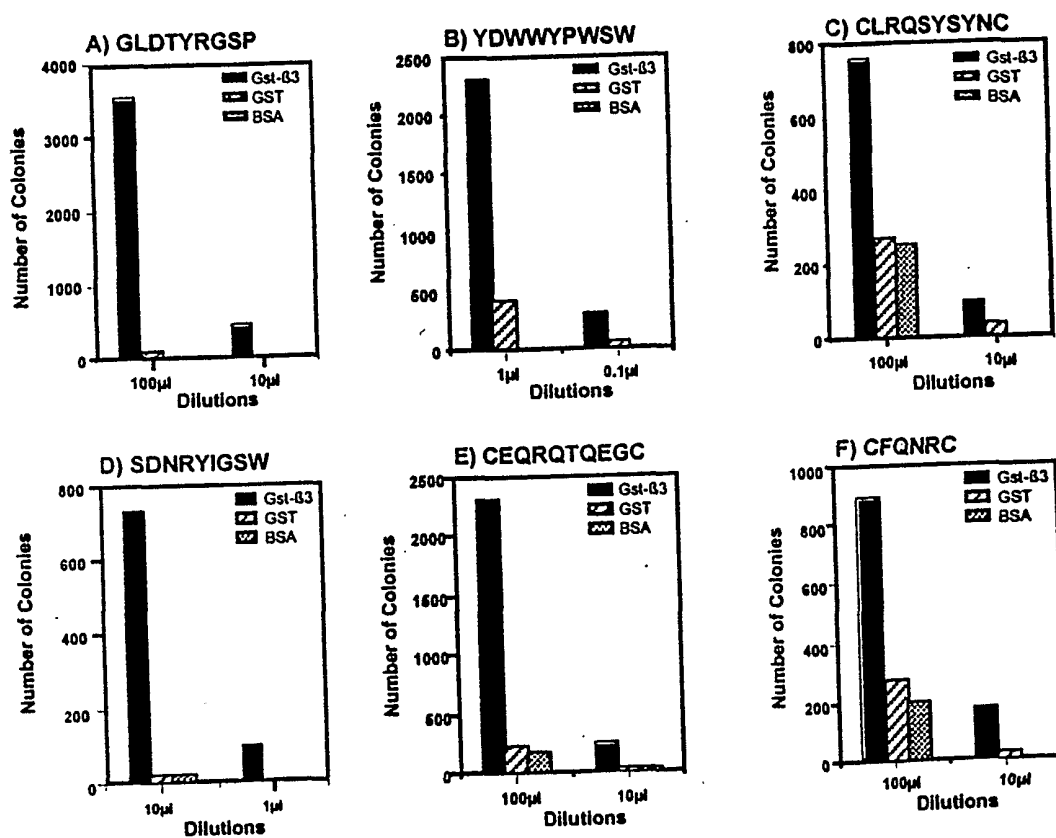 A) GLDTYRGSP
4000
3000
2000
1000
0
Number of Colonies
Gst-ß3
GST
BSA
100µl
10µl
Dilutions
B) YDWWYPWSW
2500
2000
1500
1000
500
0
Number of Colonies
Gst-ß3
GST
BSA
1µl
0.1µl
Dilutions
C) CLRQSYSYNC
800
600
400
200
0
Number of Colonies
Gst-ß3
GST
BSA
100µl
10µl
Dilutions
D) SDNRYIGSW
800
600
400
200
0
Number of Colonies
Gst-ß3
GST
BSA
10µl
1µl
Dilutions
E) CEQRQTQEGC
2500
2000
1500
1000
500
0
Number of Colonies
Gst-ß3
GST
BSA
100µl
10µl
Dilutions
F) CFQNRC
1000
800
600
400
200
0
Number of Colonies
Gst-ß3
GST
BSA
100µl
10µl
Dilutions